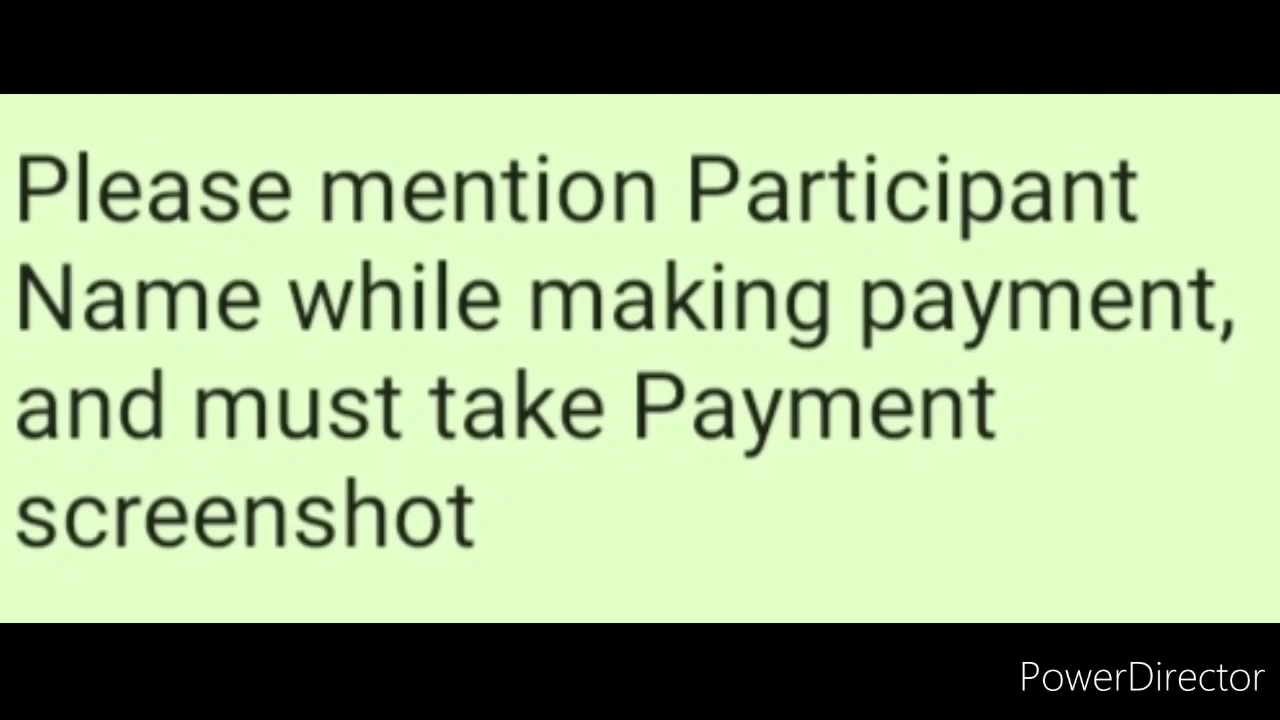 Please mention Participant
Name while making payment,
and must take Payment
screenshot
PowerDirector